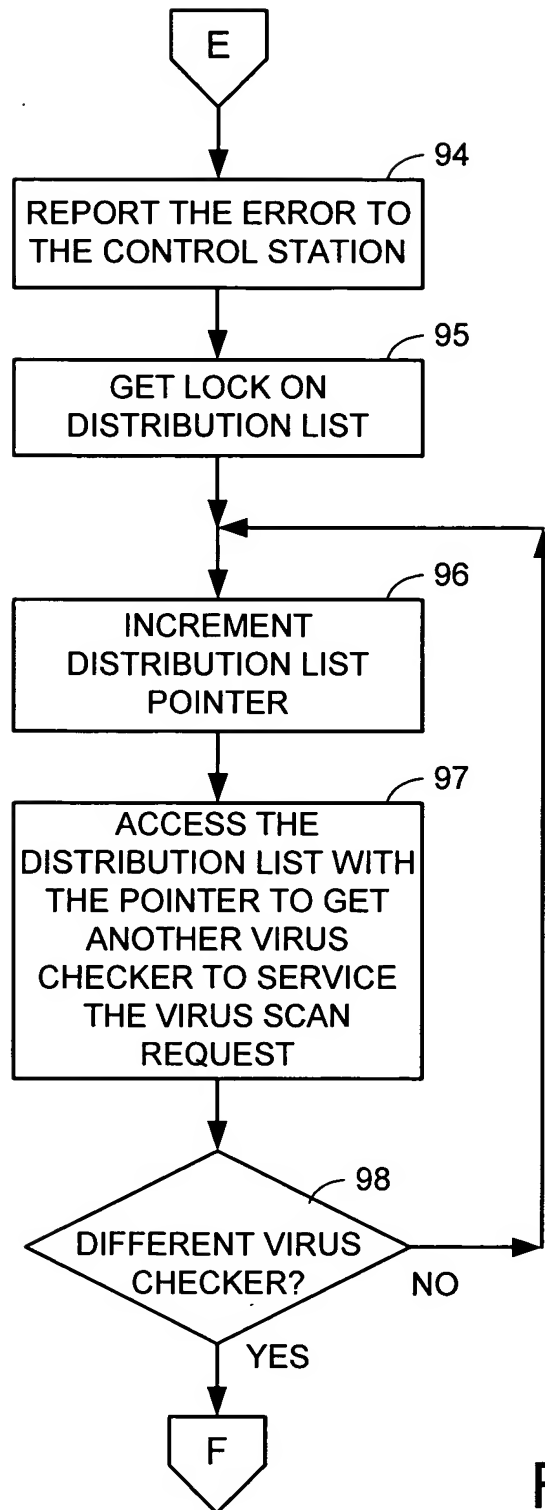 E
94
REPORT THE ERROR TO
THE CONTROL STATION
95
GET LOCK ON
DISTRIBUTION LIST
96
INCREMENT
DISTRIBUTION LIST
POINTER
97
ACCESS THE
DISTRIBUTION LIST WITH
THE POINTER TO GET
ANOTHER VIRUS
CHECKER TO SERVICE
THE VIRUS SCAN
REQUEST
98
DIFFERENT VIRUS
CHECKER?
NO
YES
F